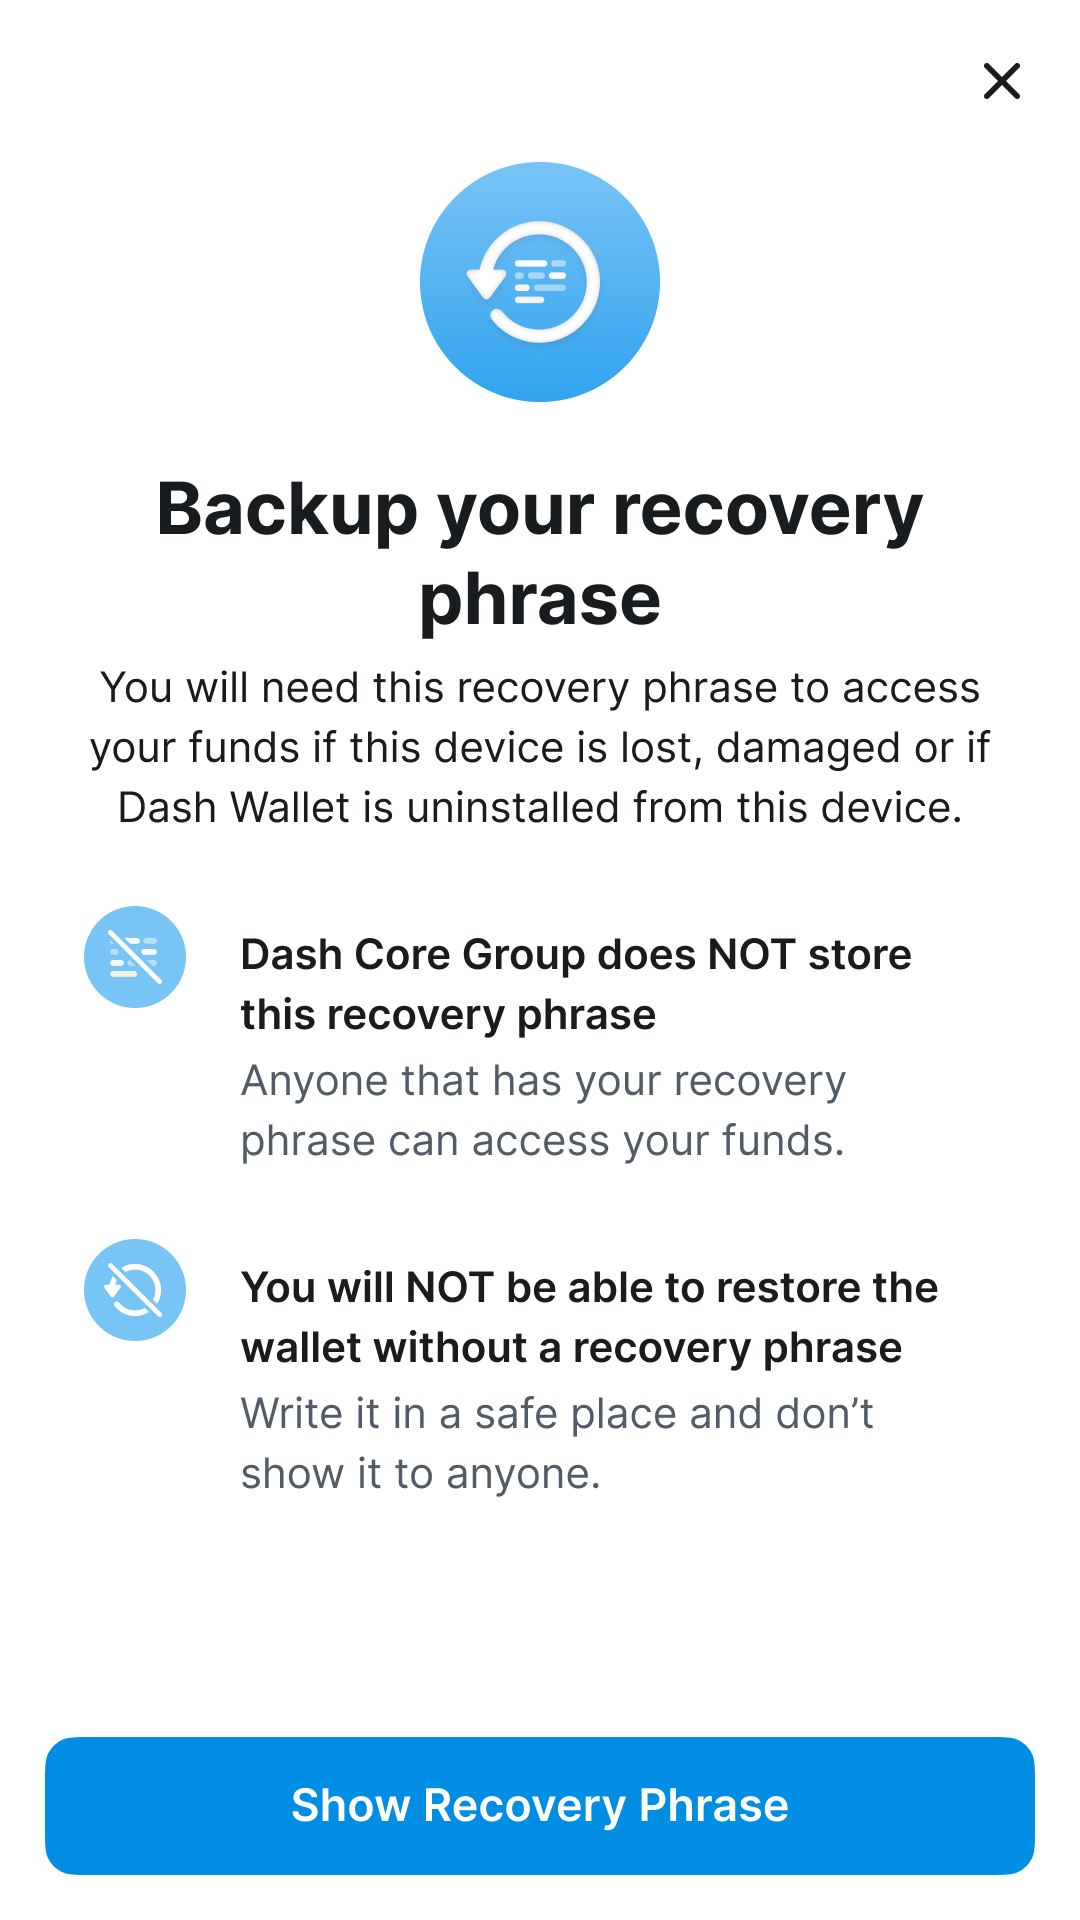 Backup your recovery
phrase
You will need this recovery phrase to access
your funds if this device is lost, damaged or if
Dash Wallet is uninstalled from this device.
Dash Core Group does NOT store
this recovery phrase
Anyone that has your recovery
phrase can access your funds.
You will NOT be able to restore the
wallet without a recovery phrase
Write it in a safe place and don’t
show it to anyone.
Show Recovery Phrase